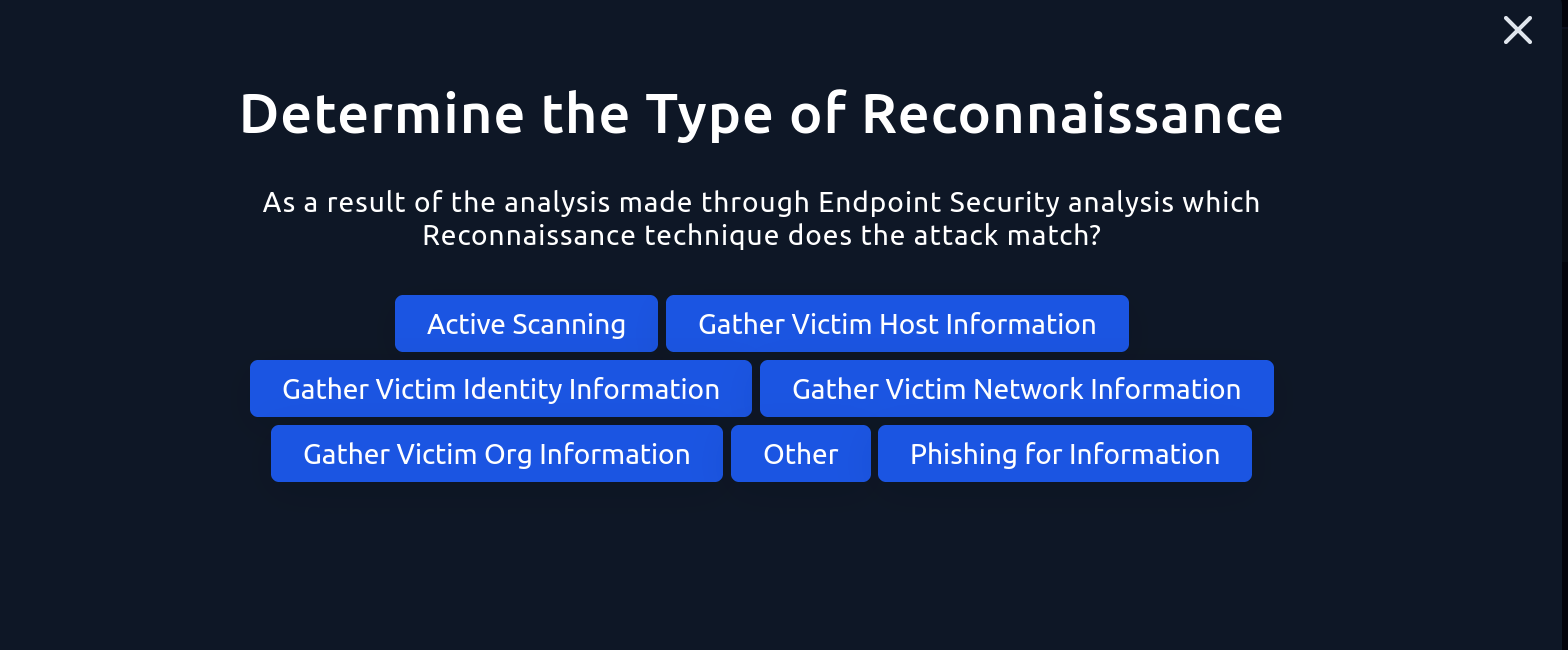 Determine the Type of Reconnaissance
As a result of the analysis made through Endpoint Security analysis which
Reconnaissance technique does the attack match?
Active Scanning Gather Victim Host Information
Gather Victim Identity Information Gather Victim Network Information
Gather Victim Org Information Other Phishing for Information